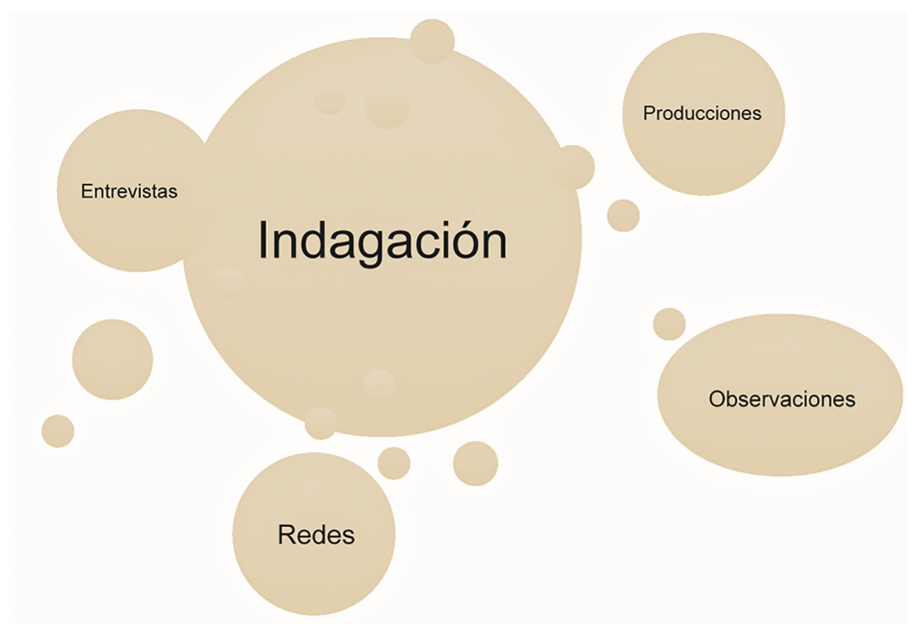 Producciones
Entrevistas
Indagación
Observaciones
Redes